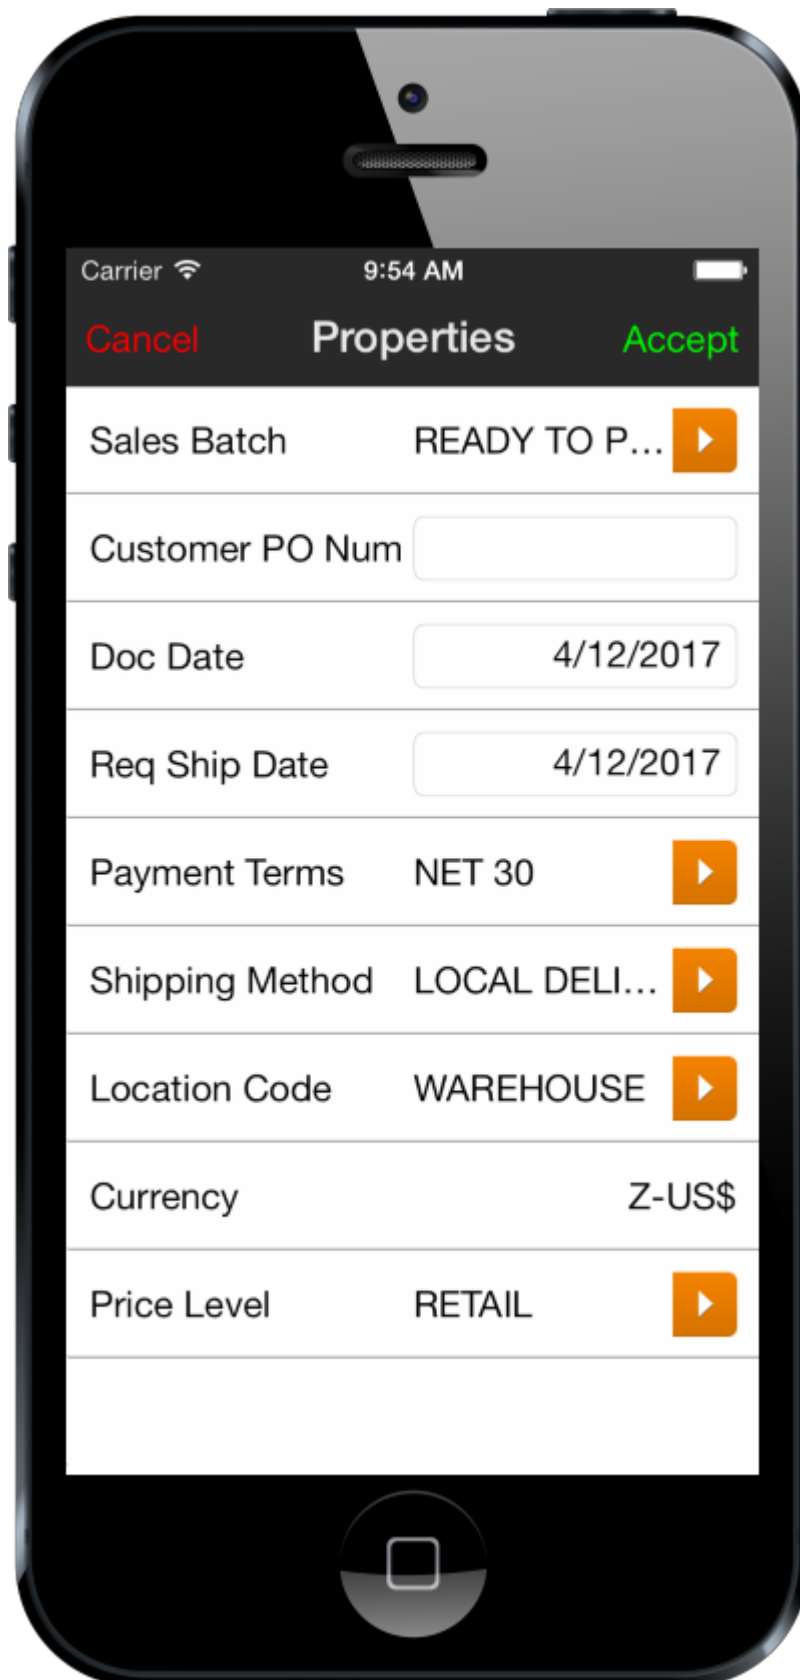 Carrier 9:54 AM
Cancel Properties Accept
Sales Batch READY TO P...
Customer PO Num
Doc Date 4/12/2017
Req Ship Date 4/12/2017
Payment Terms NET 30
Shipping Method LOCAL DELI...
Location Code WAREHOUSE
Currency Z-US$
Price Level RETAIL